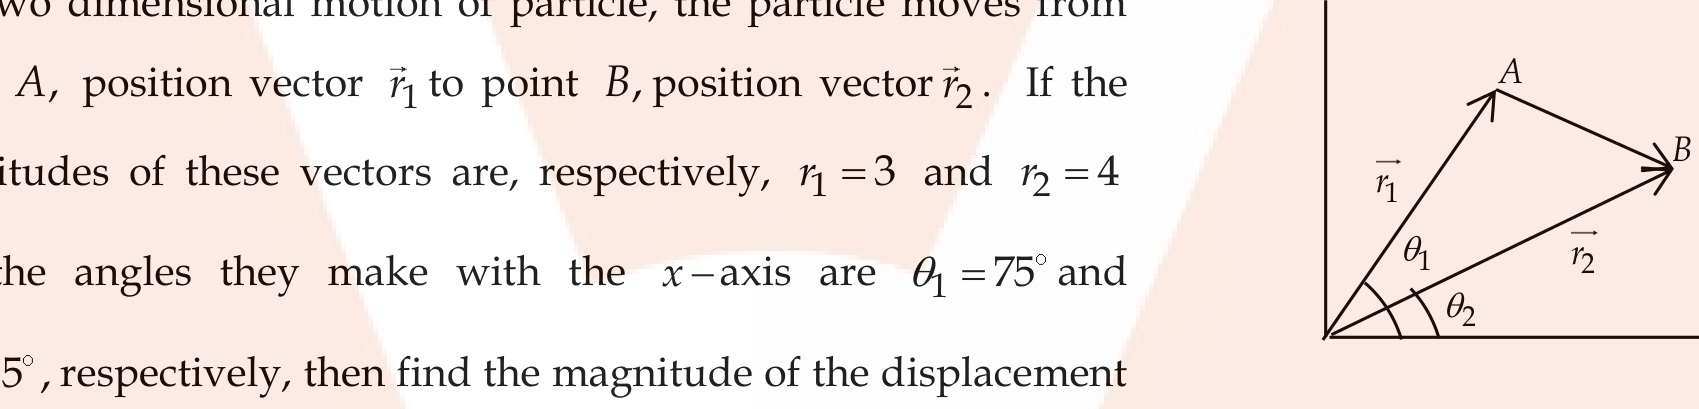 wo dimensional motion of particle, the particle moves from
A, position vector r⃗₁ to point B, position vector r⃗₂. If the
itudes of these vectors are, respectively, r₁ = 3 and r₂ = 4
the angles they make with the x–axis are θ₁ = 75° and
5°, respectively, then find the magnitude of the displacement
A
B
r⃗₁
θ₁
r⃗₂
θ₂